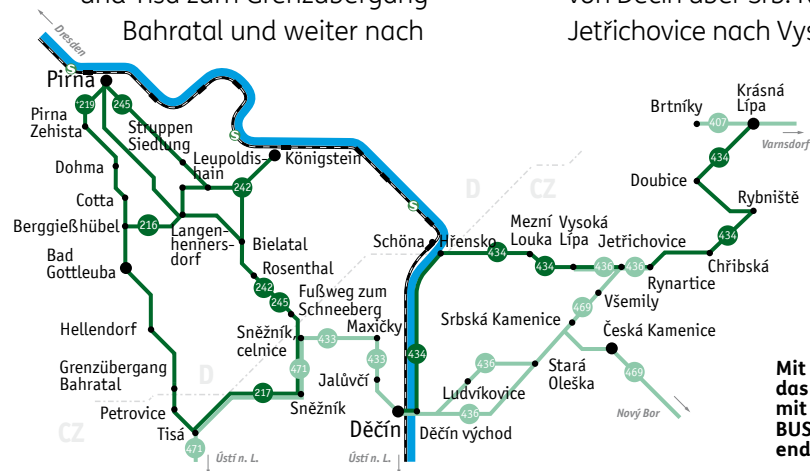 und Tisá zum Grenzübergang
Bahratal und weiter nach
von Děčín über Srb.
Jetřichovice nach Vys
Dresden
S
Pirna
219
245
Pirna
Zehista
Struppen
Siedlung
S
Dohma
Leupoldis-
hain
Königstein
242
Cotta
Berggießhübel
216
Langen-
henners-
dorf
Bielatal
Bad
Gottleuba
Rosenthal
242
245
Fußweg zum
Schneeberg
Hellendorf
Sněžník,
celnice
433
Maxičky
433
Grenzübergang
Bahratal
D
471
Jalůvčí
217
Sněžník
Petrovice
CZ
Tisá
471
Ústí n. L.
Děčín
Ústí n. L.
S
D
CZ
Schöna
Hřensko
434
Mezní
Louka
434
Vysoká
Lípa
436
Jetřichovice
436
Rynartice
Chřibská
434
Rybniště
Doubice
434
Brtníky
407
Krásná
Lípa
Varnsdorf
Všemily
469
Srbská Kamenice
Česká Kamenice
469
Nový Bor
Stará
Oleška
436
Ludvíkovice
436
Děčín východ
434
Mit
das
mit
BUS
end